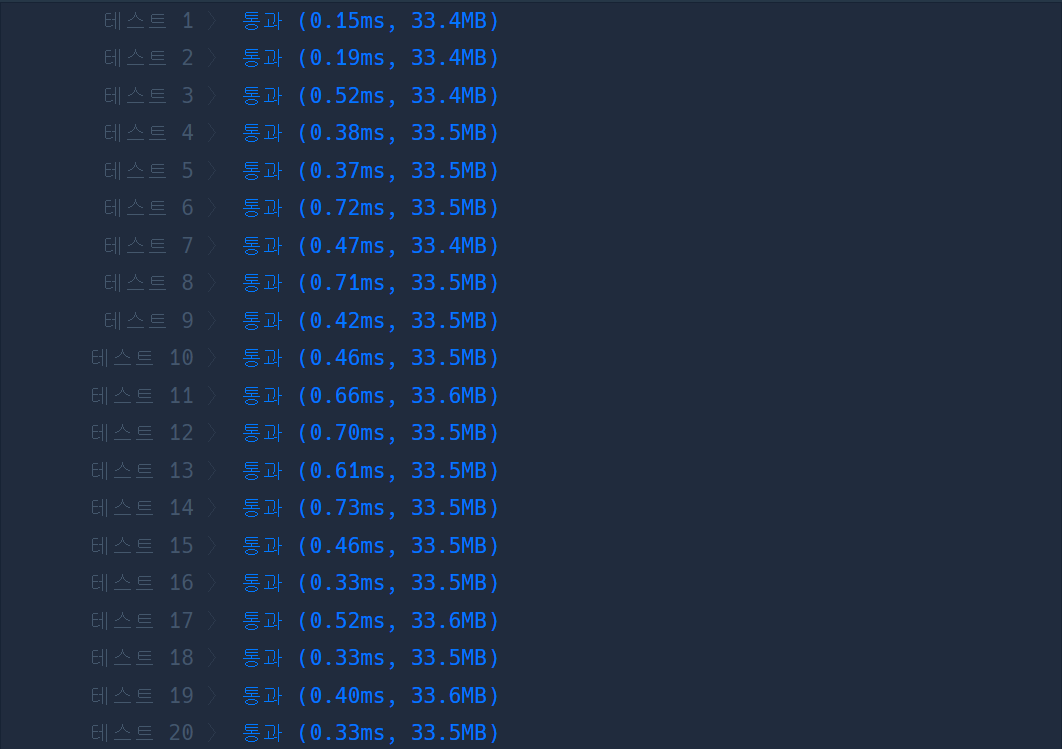 테스트 1 〉 통과 (0.15ms, 33.4MB)
테스트 2 〉 통과 (0.19ms, 33.4MB)
테스트 3 〉 통과 (0.52ms, 33.4MB)
테스트 4 〉 통과 (0.38ms, 33.5MB)
테스트 5 〉 통과 (0.37ms, 33.5MB)
테스트 6 〉 통과 (0.72ms, 33.5MB)
테스트 7 〉 통과 (0.47ms, 33.4MB)
테스트 8 〉 통과 (0.71ms, 33.5MB)
테스트 9 〉 통과 (0.42ms, 33.5MB)
테스트 10 〉 통과 (0.46ms, 33.5MB)
테스트 11 〉 통과 (0.66ms, 33.6MB)
테스트 12 〉 통과 (0.70ms, 33.5MB)
테스트 13 〉 통과 (0.61ms, 33.5MB)
테스트 14 〉 통과 (0.73ms, 33.5MB)
테스트 15 〉 통과 (0.46ms, 33.5MB)
테스트 16 〉 통과 (0.33ms, 33.5MB)
테스트 17 〉 통과 (0.52ms, 33.6MB)
테스트 18 〉 통과 (0.33ms, 33.5MB)
테스트 19 〉 통과 (0.40ms, 33.6MB)
테스트 20 〉 통과 (0.33ms, 33.5MB)